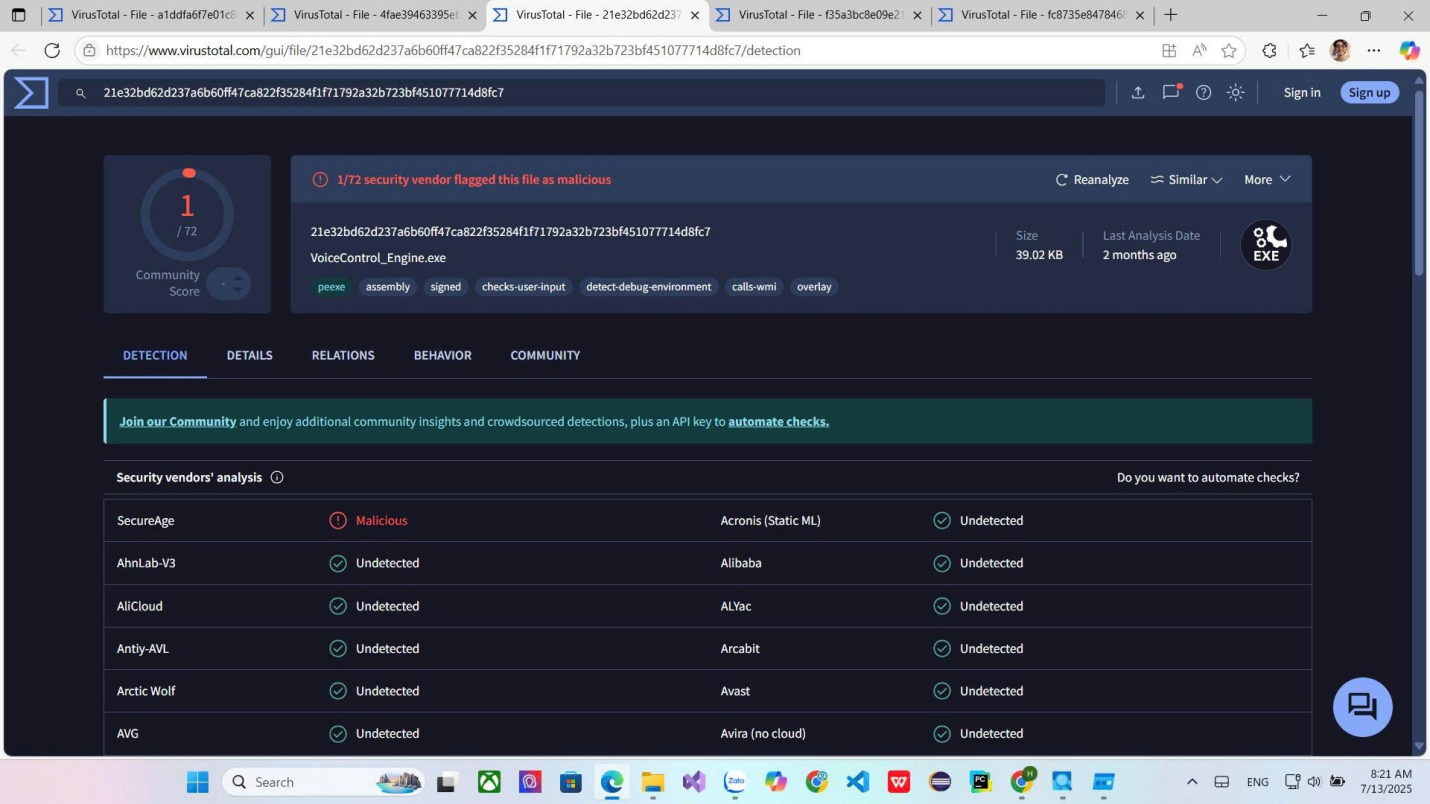 VirusTotal - File - a1ddfa6f7e01c8
VirusTotal - File - 4fae39463395eb
VirusTotal - File - 21e32bd62d237
VirusTotal - File - f35a3bc8e09e21
VirusTotal - File - fc8735e8478468
https://www.virustotal.com/gui/file/21e32bd62d237a6b60ff47ca822f35284f1f71792a32b723bf451077714d8fc7/detection
21e32bd62d237a6b60ff47ca822f35284f1f71792a32b723bf451077714d8fc7
Sign in
Sign up
1
/ 72
Community
Score
1/72 security vendor flagged this file as malicious
Reanalyze
Similar
More
21e32bd62d237a6b60ff47ca822f35284f1f71792a32b723bf451077714d8fc7
VoiceControl_Engine.exe
peexe assembly signed checks-user-input detect-debug-environment calls-wmi overlay
Size
39.02 KB
Last Analysis Date
2 months ago
EXE
DETECTION DETAILS RELATIONS BEHAVIOR COMMUNITY
Join our Community and enjoy additional community insights and crowdsourced detections, plus an API key to automate checks.
Security vendors' analysis
Do you want to automate checks?
SecureAge Malicious Acronis (Static ML) Undetected
AhnLab-V3 Undetected Alibaba Undetected
AliCloud Undetected ALYac Undetected
Antiy-AVL Undetected Arcabit Undetected
Arctic Wolf Undetected Avast Undetected
AVG Undetected Avira (no cloud) Undetected
Search
Zalo
ENG
8:21 AM
7/13/2025